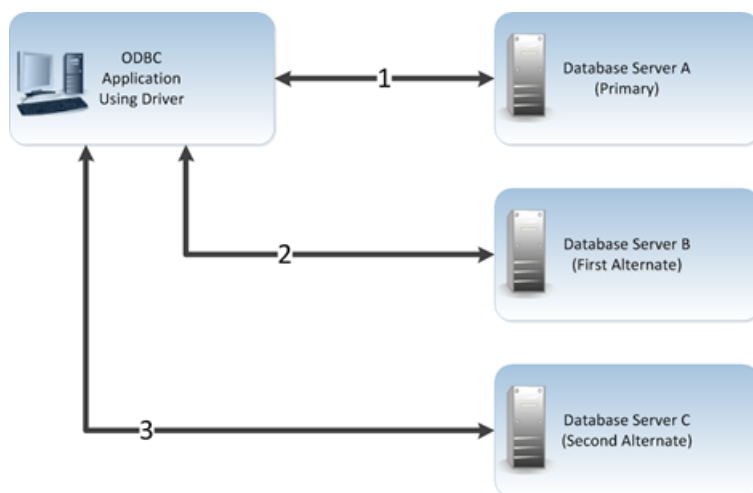 ODBC
Application
Using Driver
1
Database Server A
(Primary)
2
Database Server B
(First Alternate)
3
Database Server C
(Second Alternate)